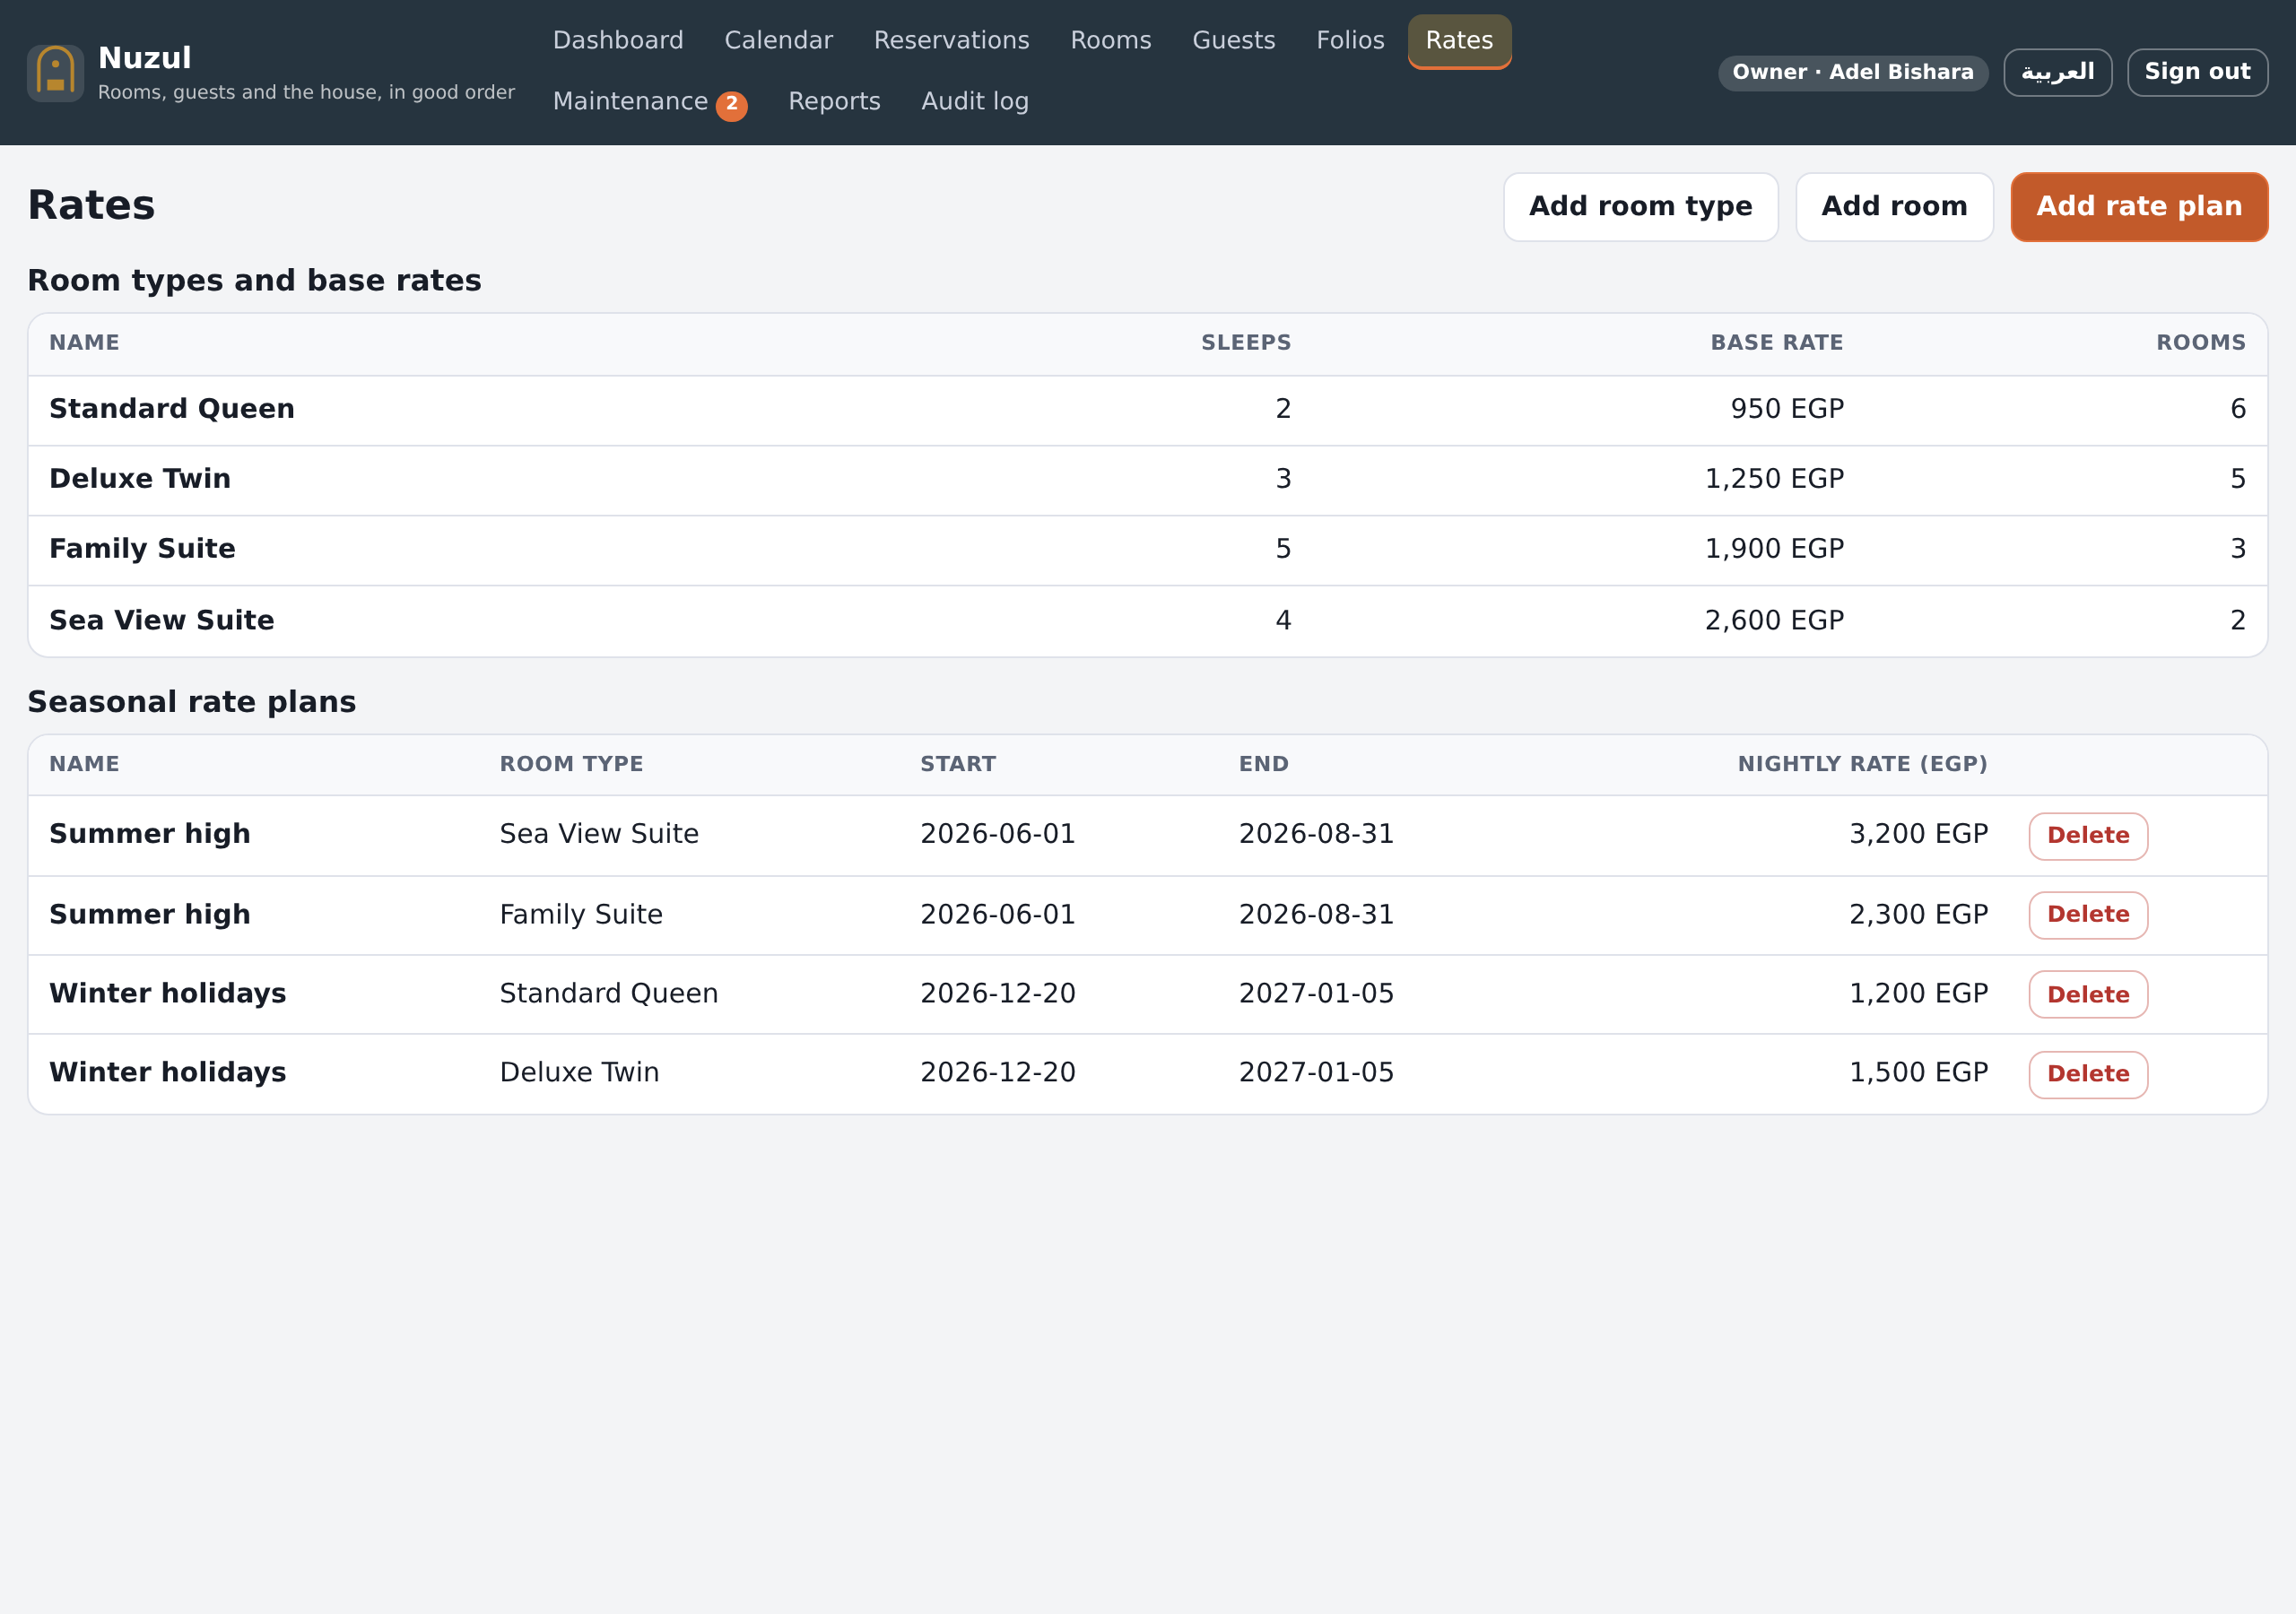 Nuzul
Rooms, guests and the house, in good order
Dashboard Calendar Reservations Rooms Guests Folios Rates
Maintenance 2 Reports Audit log
Owner · Adel Bishara العربية Sign out
Rates
Add room type Add room Add rate plan
Room types and base rates
NAME SLEEPS BASE RATE ROOMS
Standard Queen 2 950 EGP 6
Deluxe Twin 3 1,250 EGP 5
Family Suite 5 1,900 EGP 3
Sea View Suite 4 2,600 EGP 2
Seasonal rate plans
NAME ROOM TYPE START END NIGHTLY RATE (EGP)
Summer high Sea View Suite 2026-06-01 2026-08-31 3,200 EGP Delete
Summer high Family Suite 2026-06-01 2026-08-31 2,300 EGP Delete
Winter holidays Standard Queen 2026-12-20 2027-01-05 1,200 EGP Delete
Winter holidays Deluxe Twin 2026-12-20 2027-01-05 1,500 EGP Delete